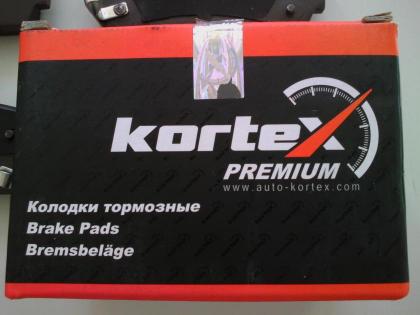 kortex
PREMIUM
www.auto-kortex.com
Колодки тормозные
Brake Pads
Bremsbeläge